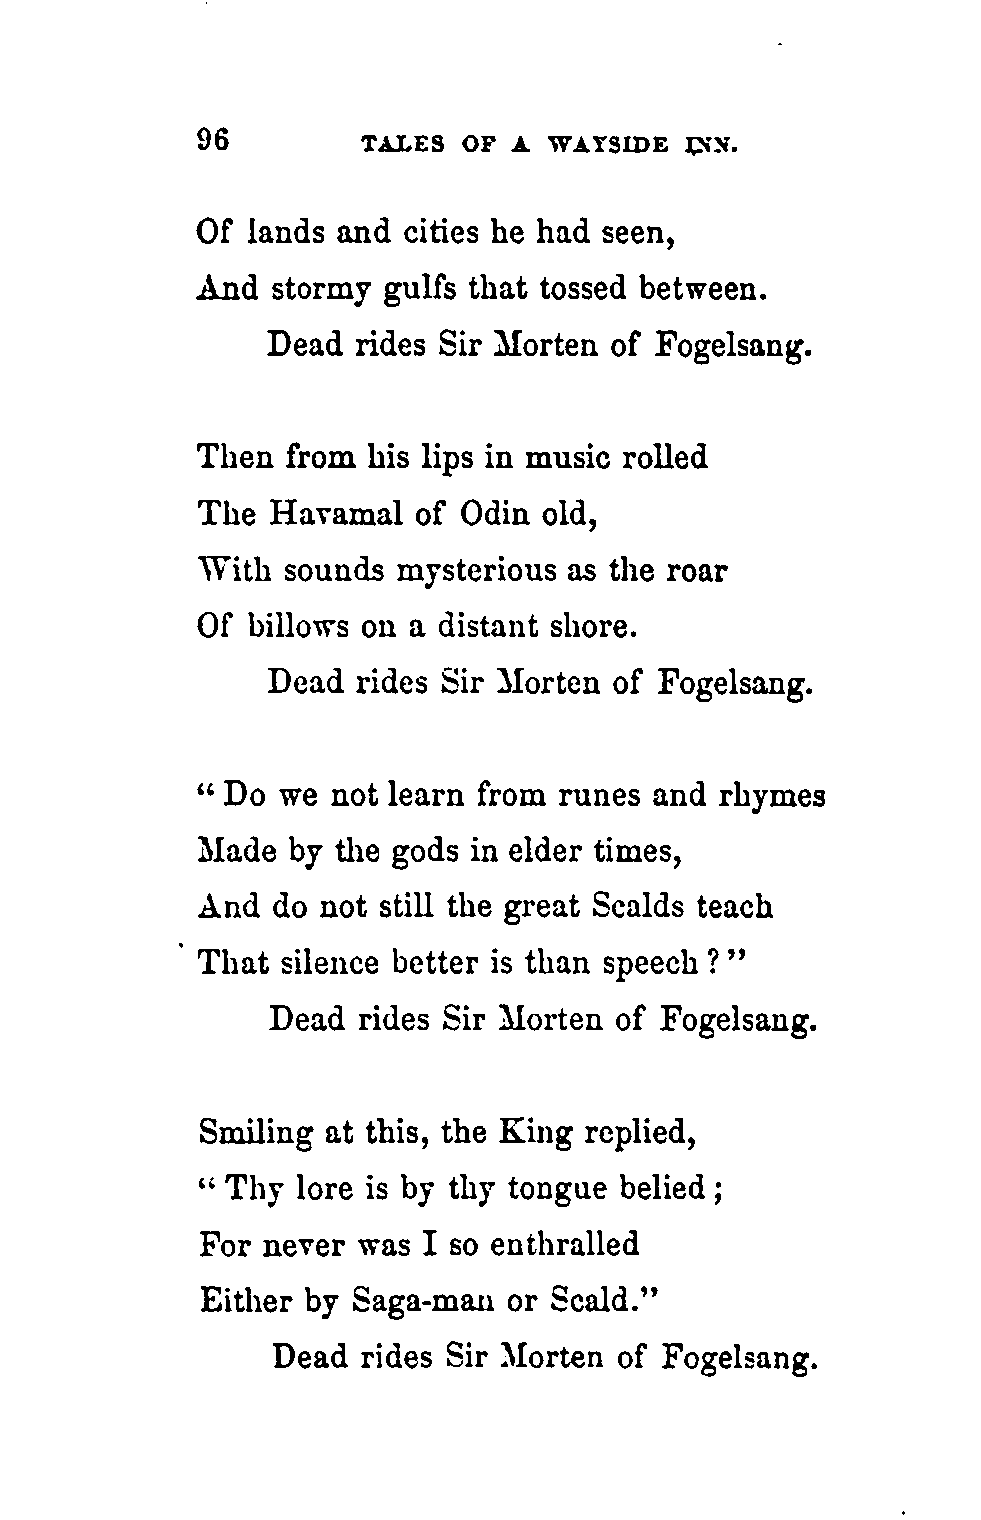 96 TALES OF A WAYSIDE INN.
Of lands and cities he had seen,
And stormy gulfs that tossed between.
Dead rides Sir Morten of Fogelsang.
Then from his lips in music rolled
The Havamal of Odin old,
With sounds mysterious as the roar
Of billows on a distant shore.
Dead rides Sir Morten of Fogelsang.
“ Do we not learn from runes and rhymes
Made by the gods in elder times,
And do not still the great Scalds teach
That silence better is than speech ? ”
Dead rides Sir Morten of Fogelsang.
Smiling at this, the King replied,
“ Thy lore is by thy tongue belied ;
For never was I so enthralled
Either by Saga-man or Scald.”
Dead rides Sir Morten of Fogelsang.